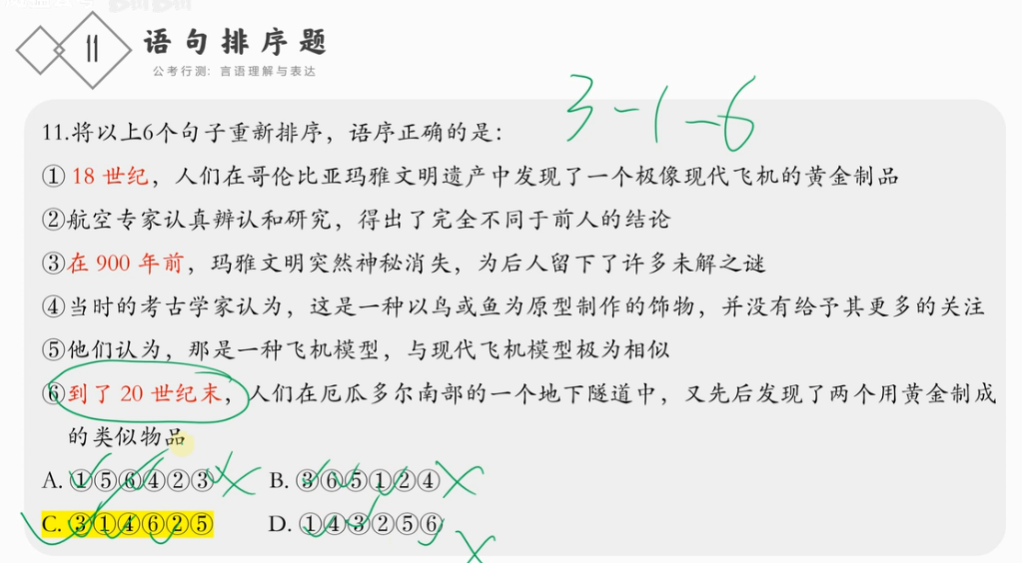 11 语句排序题
公考行测：言语理解与表达
3-1-6
11.将以上6个句子重新排序，语序正确的是：
① 18 世纪，人们在哥伦比亚玛雅文明遗产中发现了一个极像现代飞机的黄金制品
②航空专家认真辨认和研究，得出了完全不同于前人的结论
③在 900 年前，玛雅文明突然神秘消失，为后人留下了许多未解之谜
④当时的考古学家认为，这是一种以鸟或鱼为原型制作的饰物，并没有给予其更多的关注
⑤他们认为，那是一种飞机模型，与现代飞机模型极为相似
⑥到了 20 世纪末，人们在厄瓜多尔南部的一个地下隧道中，又先后发现了两个用黄金制成
的类似物品
A. ①⑤⑥④②③ B. ③⑥⑤①②④
C. ③①④⑥②⑤ D. ①④③②⑤⑥